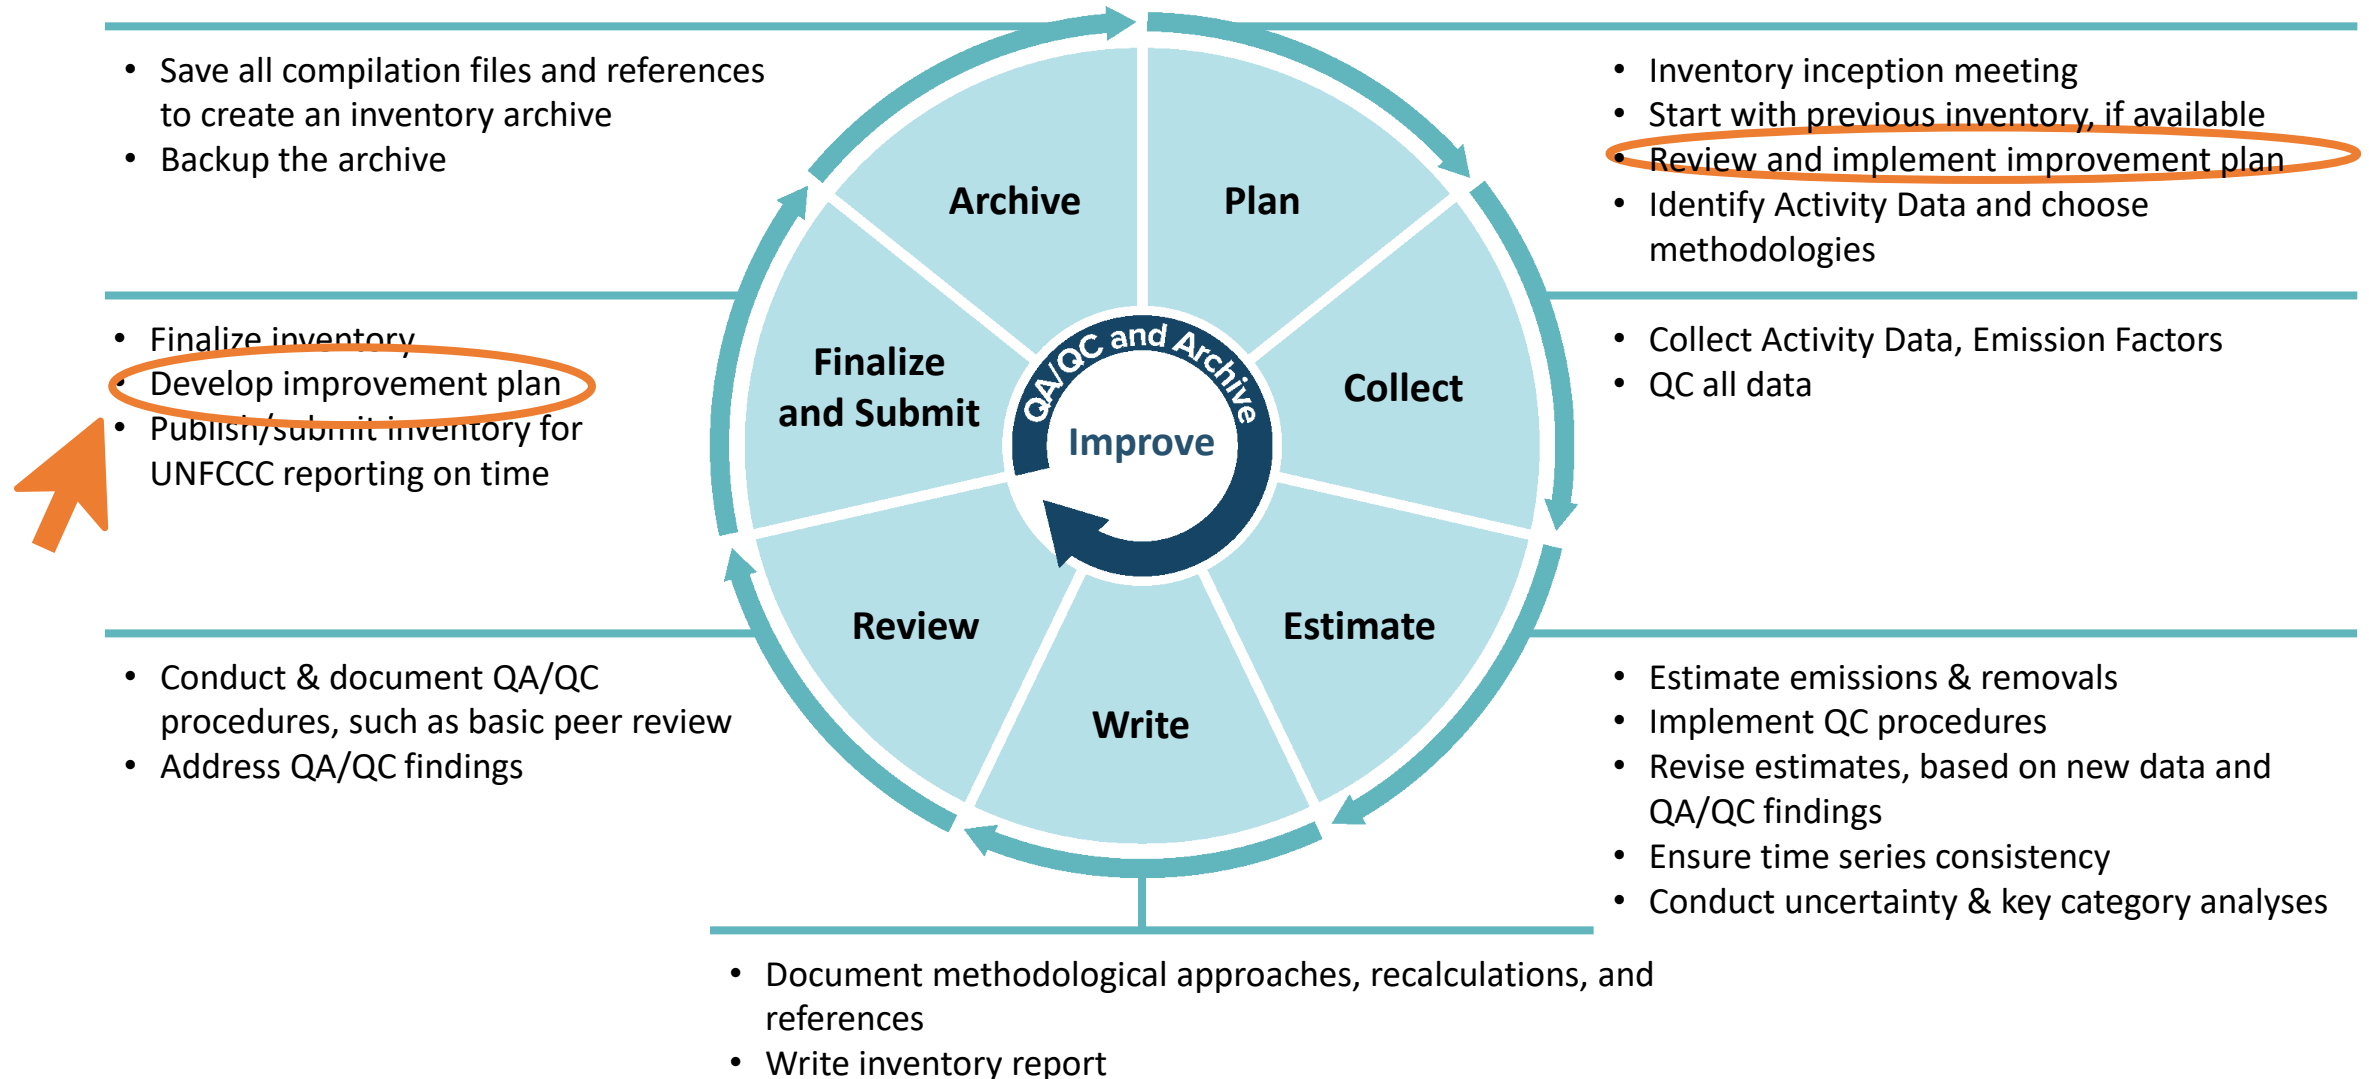 • Save all compilation files and references
to create an inventory archive
• Backup the archive
• Inventory inception meeting
• Start with previous inventory, if available
• Review and implement improvement plan
• Identify Activity Data and choose
methodologies
Archive
Plan
• Finalize inventory
• Develop improvement plan
• Publish/submit inventory for
UNFCCC reporting on time
Finalize
and Submit
QA/QC and Archive
Improve
Collect
• Collect Activity Data, Emission Factors
• QC all data
Review
Write
Estimate
• Conduct & document QA/QC
procedures, such as basic peer review
• Address QA/QC findings
• Estimate emissions & removals
• Implement QC procedures
• Revise estimates, based on new data and
QA/QC findings
• Ensure time series consistency
• Conduct uncertainty & key category analyses
• Document methodological approaches, recalculations, and
references
• Write inventory report